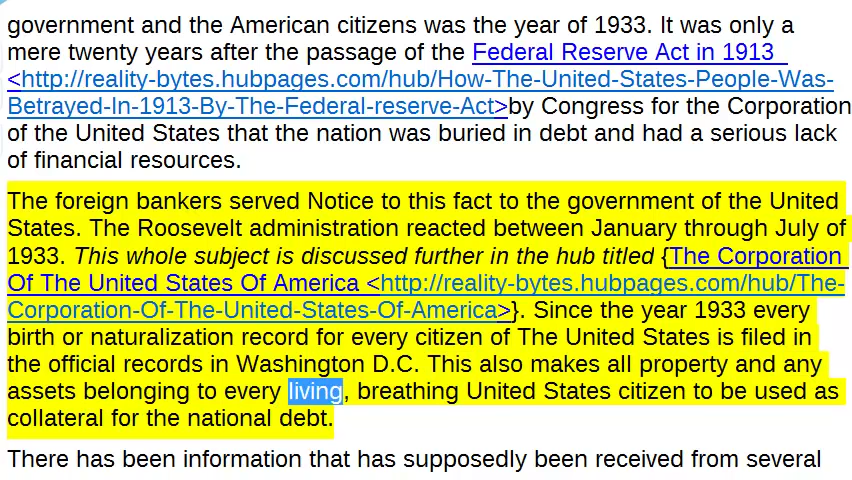 government and the American citizens was the year of 1933. It was only a
mere twenty years after the passage of the Federal Reserve Act in 1913
<http://reality-bytes.hubpages.com/hub/How-The-United-States-People-Was-
Betrayed-In-1913-By-The-Federal-reserve-Act>by Congress for the Corporation
of the United States that the nation was buried in debt and had a serious lack
of financial resources.
The foreign bankers served Notice to this fact to the government of the United
States. The Roosevelt administration reacted between January through July of
1933. This whole subject is discussed further in the hub titled {The Corporation
Of The United States Of America <http://reality-bytes.hubpages.com/hub/The-
Corporation-Of-The-United-States-Of-America>}. Since the year 1933 every
birth or naturalization record for every citizen of The United States is filed in
the official records in Washington D.C. This also makes all property and any
assets belonging to every living, breathing United States citizen to be used as
collateral for the national debt.
There has been information that has supposedly been received from several